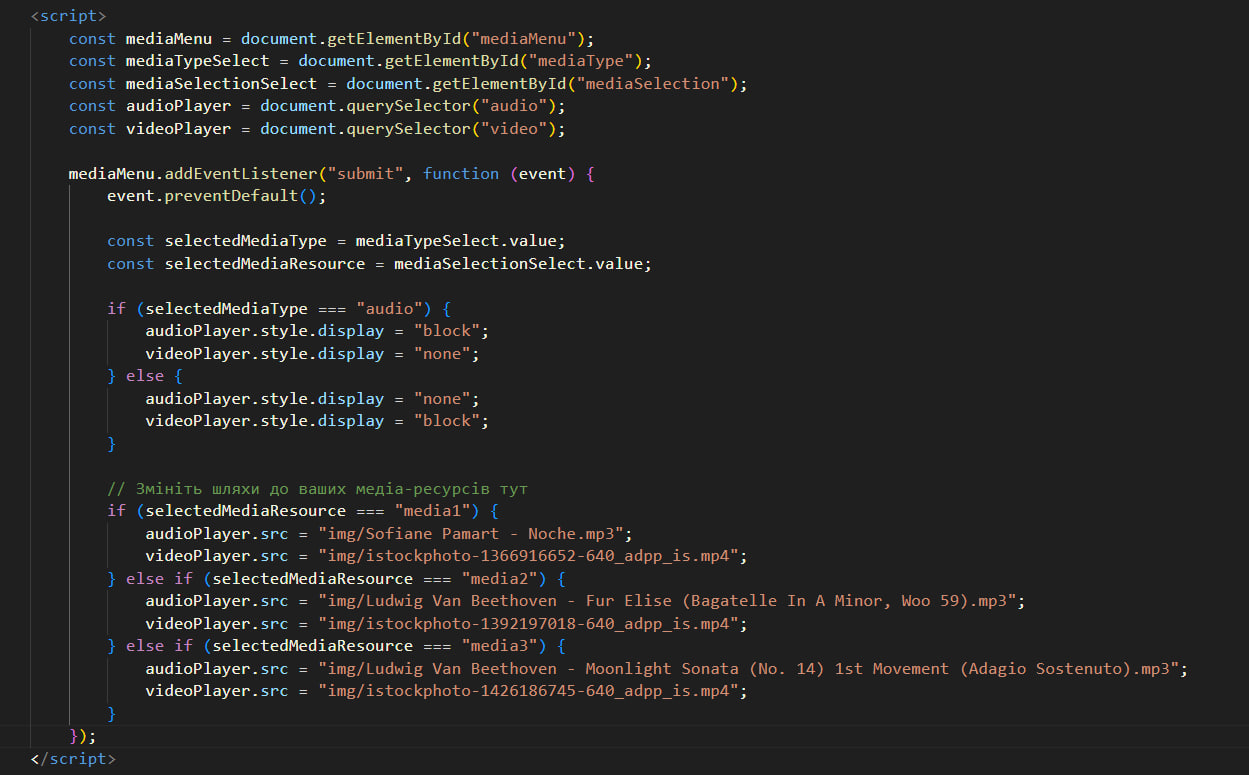 <script>
const mediaMenu = document.getElementById("mediaMenu");
const mediaTypeSelect = document.getElementById("mediaType");
const mediaSelectionSelect = document.getElementById("mediaSelection");
const audioPlayer = document.querySelector("audio");
const videoPlayer = document.querySelector("video");
mediaMenu.addEventListener("submit", function (event) {
event.preventDefault();
const selectedMediaType = mediaTypeSelect.value;
const selectedMediaResource = mediaSelectionSelect.value;
if (selectedMediaType === "audio") {
audioPlayer.style.display = "block";
videoPlayer.style.display = "none";
} else {
audioPlayer.style.display = "none";
videoPlayer.style.display = "block";
}
// Змініть шляхи до ваших медіа-ресурсів тут
if (selectedMediaResource === "media1") {
audioPlayer.src = "img/Sofiane Pamart - Noche.mp3";
videoPlayer.src = "img/istockphoto-1366916652-640_adpp_is.mp4";
} else if (selectedMediaResource === "media2") {
audioPlayer.src = "img/Ludwig Van Beethoven - Fur Elise (Bagatelle In A Minor, Woo 59).mp3";
videoPlayer.src = "img/istockphoto-1392197018-640_adpp_is.mp4";
} else if (selectedMediaResource === "media3") {
audioPlayer.src = "img/Ludwig Van Beethoven - Moonlight Sonata (No. 14) 1st Movement (Adagio Sostenuto).mp3";
videoPlayer.src = "img/istockphoto-1426186745-640_adpp_is.mp4";
}
});
</script>